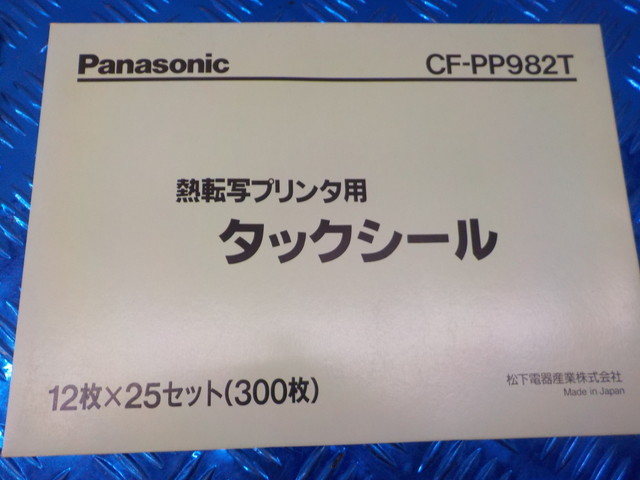 Panasonic CF-PP982T
熱転写プリンタ用
タックシール
12枚×25セット(300枚)
松下電器産業株式会社
Made in Japan